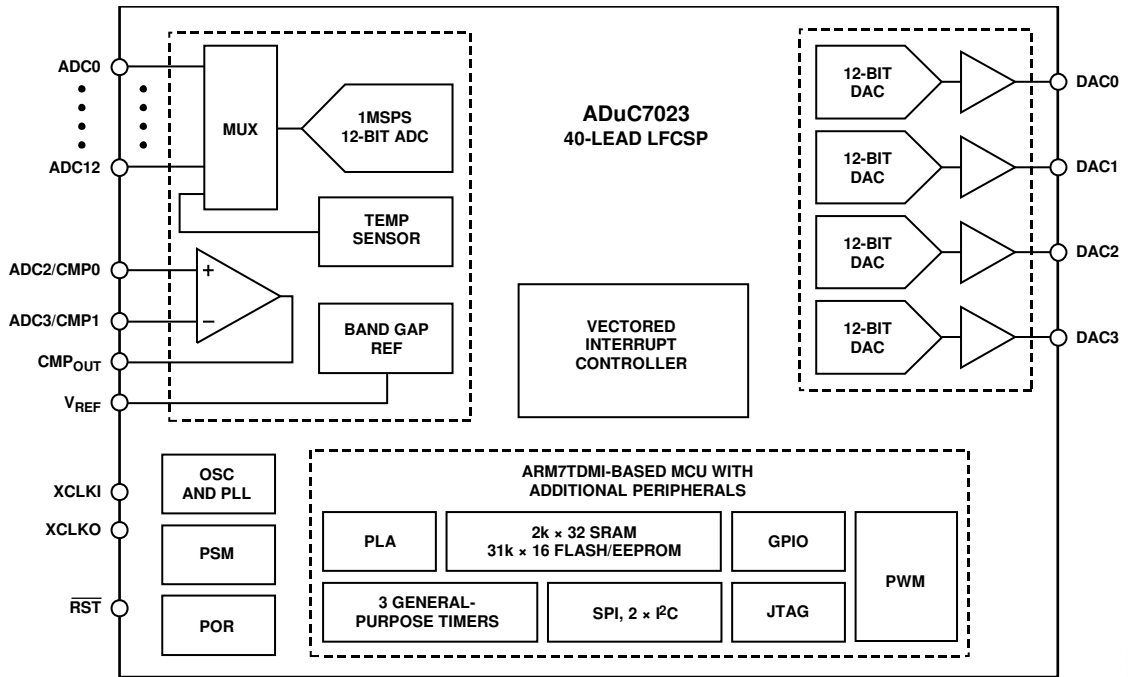 ADC0
ADC12
ADC2/CMP0
ADC3/CMP1
CMPOUT
VREF
XCLKI
XCLKO
RST
MUX
1MSPS
12-BIT ADC
TEMP
SENSOR
+
−
BAND GAP
REF
ADuC7023
40-LEAD LFCSP
VECTORED
INTERRUPT
CONTROLLER
12-BIT
DAC
12-BIT
DAC
12-BIT
DAC
12-BIT
DAC
DAC0
DAC1
DAC2
DAC3
OSC
AND PLL
PSM
POR
ARM7TDMI-BASED MCU WITH
ADDITIONAL PERIPHERALS
PLA
2k × 32 SRAM
31k × 16 FLASH/EEPROM
GPIO
PWM
3 GENERAL-
PURPOSE TIMERS
SPI, 2 × I²C
JTAG